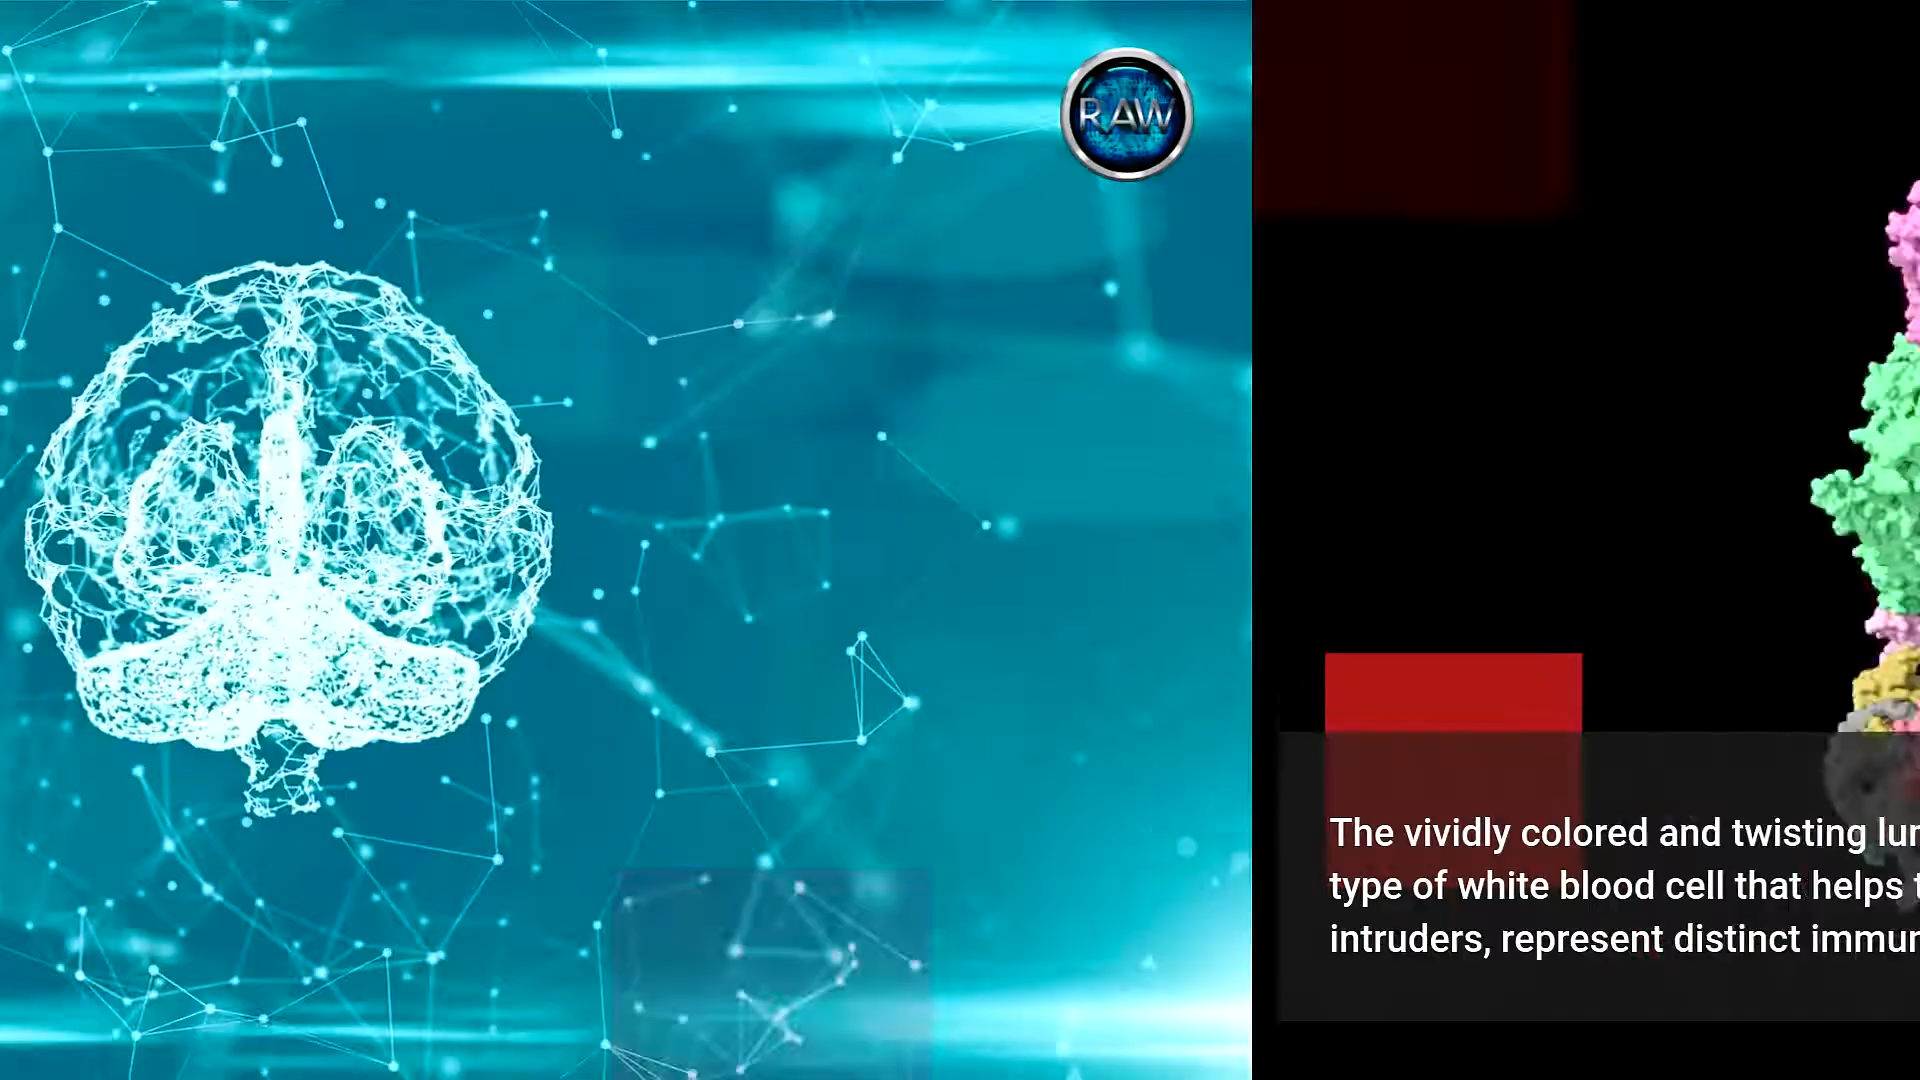 RAW
The vividly colored and twisting
type of white blood cell that helps
intruders, represent distinct